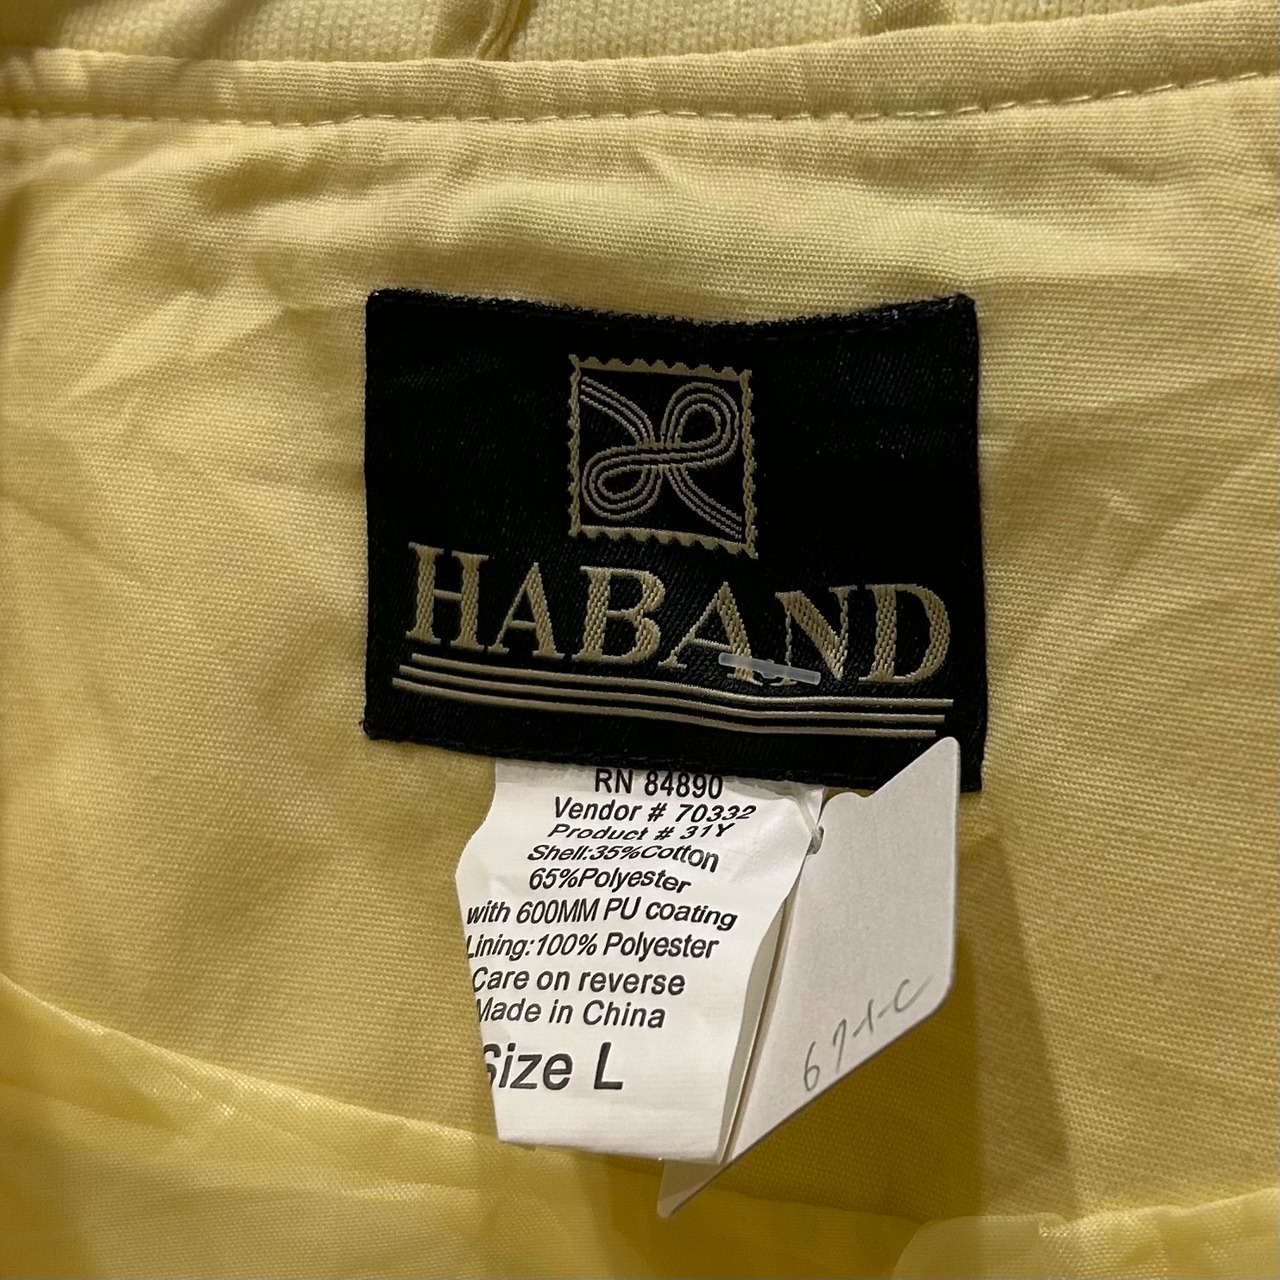 HABAND
RN 84890
Vendor # 70332
Product # 31Y
Shell:35%Cotton
65%Polyester
with 600MM PU coating
Lining:100% Polyester
Care on reverse
Made in China
Size L